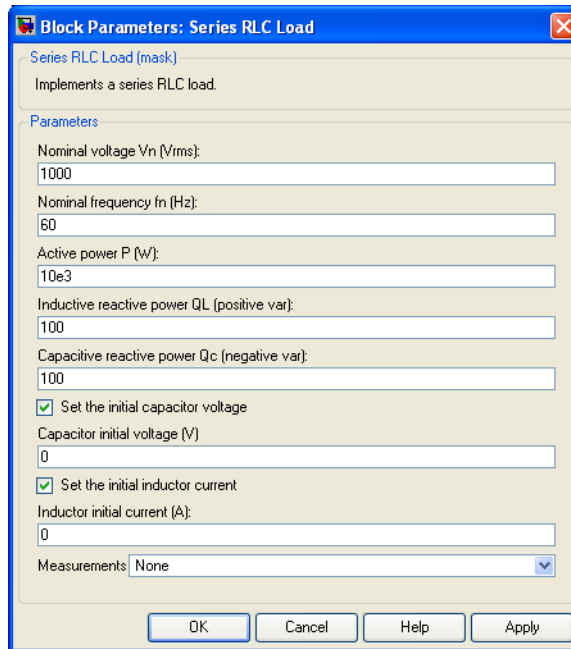 Block Parameters: Series RLC Load
Series RLC Load (mask)
Implements a series RLC load.
Parameters
Nominal voltage Vn (Vrms):
1000
Nominal frequency fn (Hz):
60
Active power P (W):
10e3
Inductive reactive power QL (positive var):
100
Capacitive reactive power Qc (negative var):
100
Set the initial capacitor voltage
Capacitor initial voltage (V)
0
Set the initial inductor current
Inductor initial current (A):
0
Measurements None
OK Cancel Help Apply